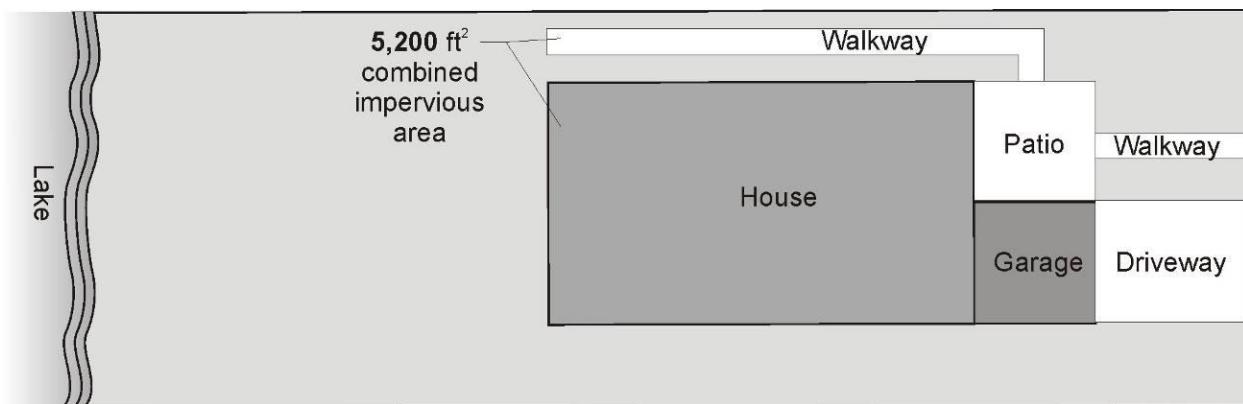 5,200 ft²
combined
impervious
area
Walkway
Lake
House
Patio
Walkway
Garage
Driveway